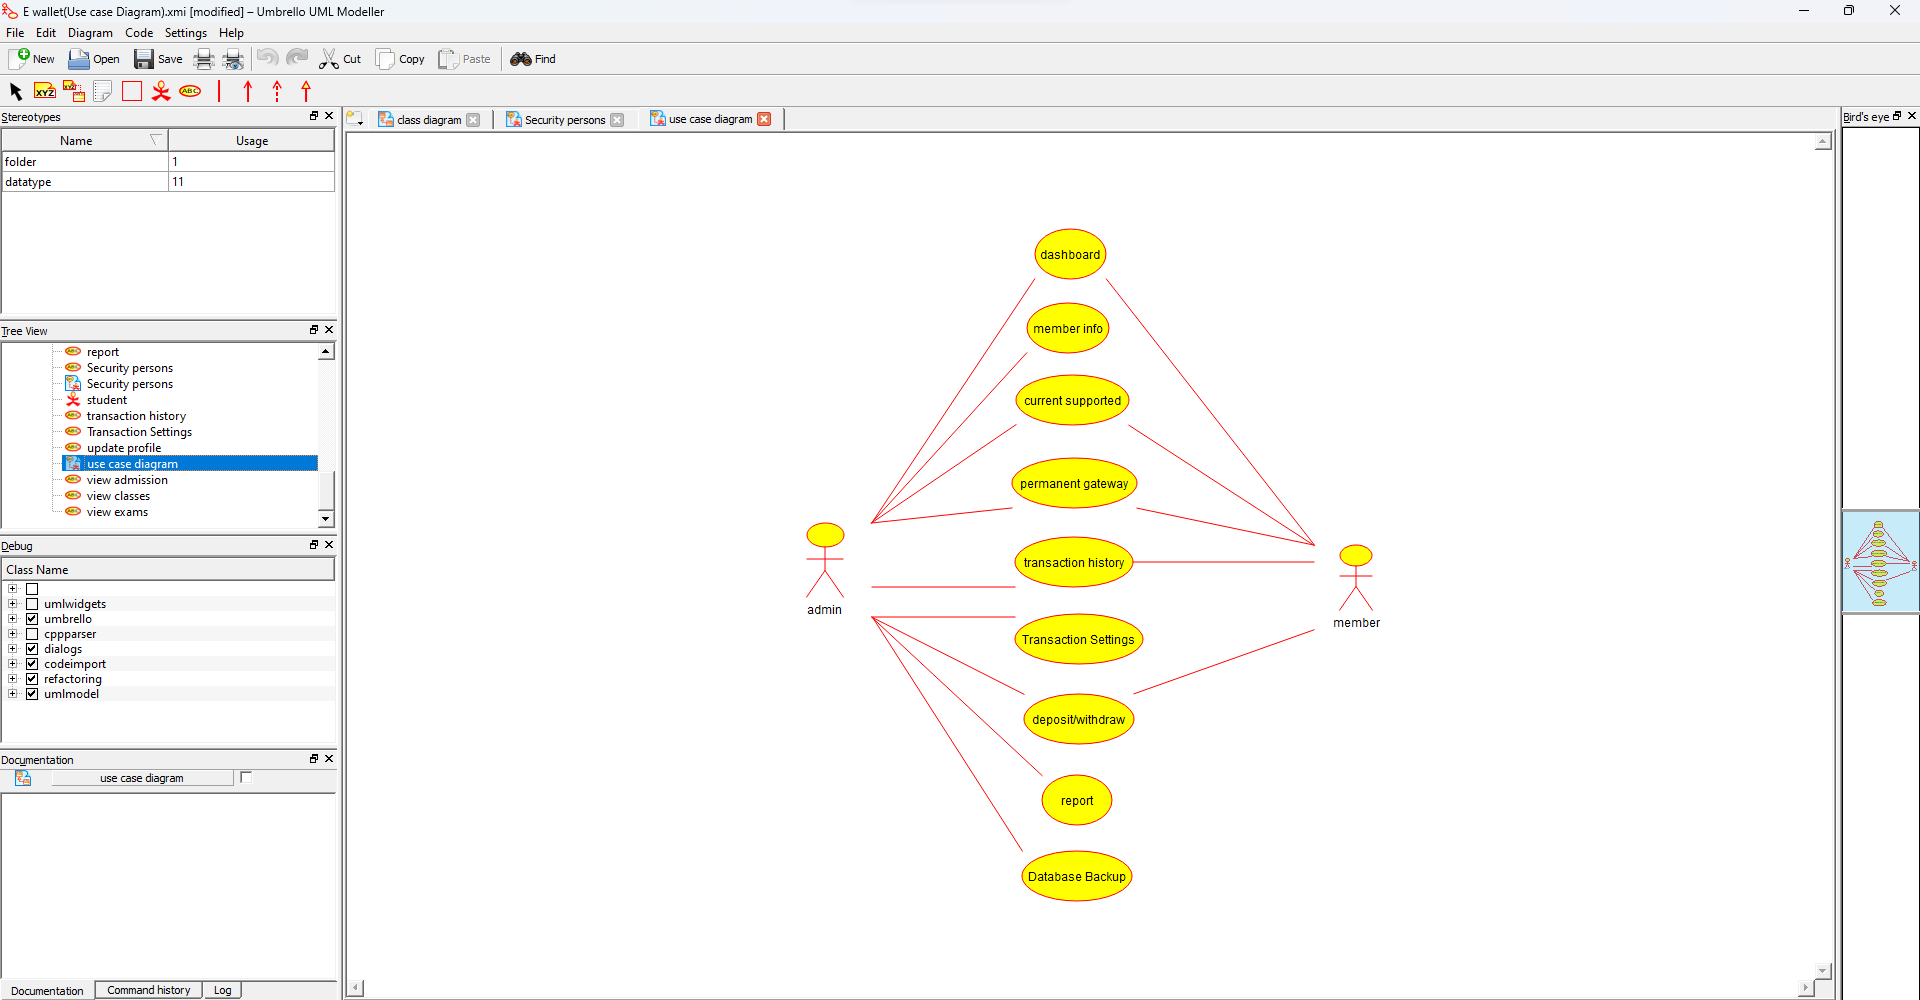 E wallet(Use case Diagram).xmi [modified] – Umbrello UML Modeller
File Edit Diagram Code Settings Help
New Open Save Cut Copy Paste Find
XYZ XYZ ABC
Stereotypes
Name Usage
folder 1
datatype 11
Tree View
report
Security persons
Security persons
student
transaction history
Transaction Settings
update profile
use case diagram
view admission
view classes
view exams
Debug
Class Name
umlwidgets
umbrello
cppparser
dialogs
codeimport
refactoring
umlmodel
Documentation
use case diagram
Documentation Command history Log
class diagram Security persons use case diagram
dashboard
member info
current supported
permanent gateway
transaction history
Transaction Settings
deposit/withdraw
report
Database Backup
admin
member
Bird's eye